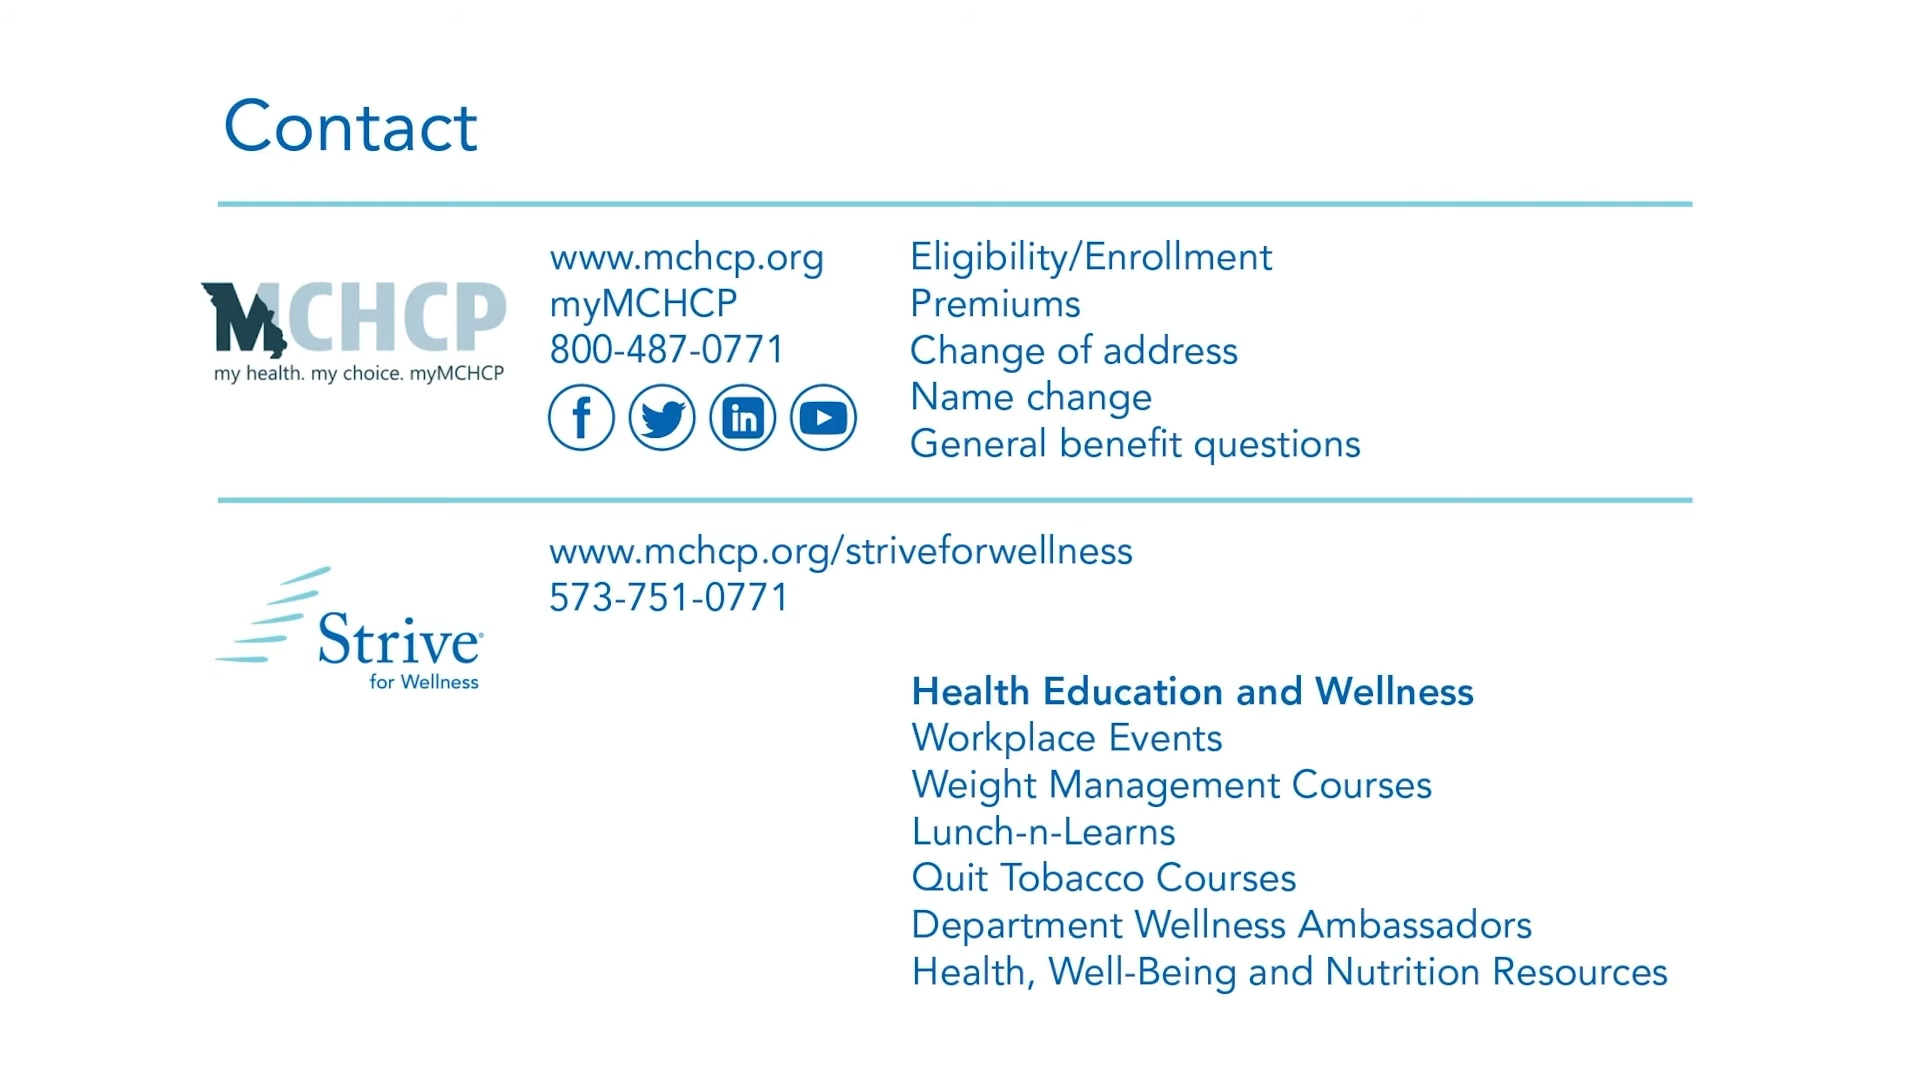 Contact
MCHCP
my health. my choice. myMCHCP
www.mchcp.org
myMCHCP
800-487-0771
Eligibility/Enrollment
Premiums
Change of address
Name change
General benefit questions
Strive®
for Wellness
www.mchcp.org/striveforwellness
573-751-0771
Health Education and Wellness
Workplace Events
Weight Management Courses
Lunch-n-Learns
Quit Tobacco Courses
Department Wellness Ambassadors
Health, Well-Being and Nutrition Resources